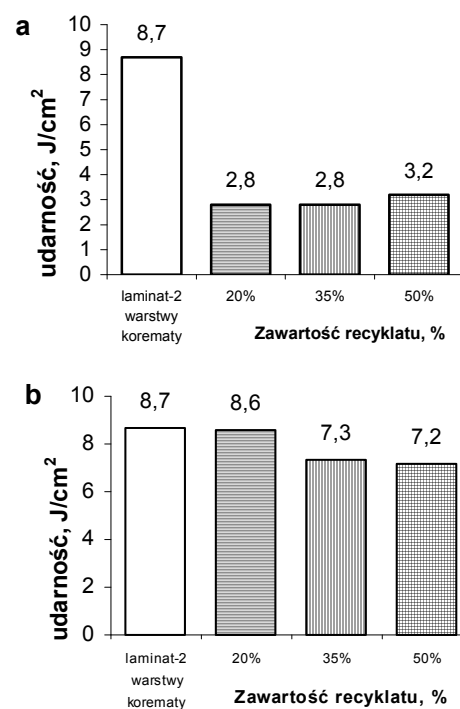 a
udarność, J/cm²
10
9
8
7
6
5
4
3
2
1
0
8,7
2,8
2,8
3,2
laminat-2
warstwy
korematy
20%
35%
50%
Zawartość recyklatu, %
b
udarność, J/cm²
10
8
6
4
2
0
8,7
8,6
7,3
7,2
laminat-2
warstwy
korematy
20%
35%
50%
Zawartość recyklatu, %